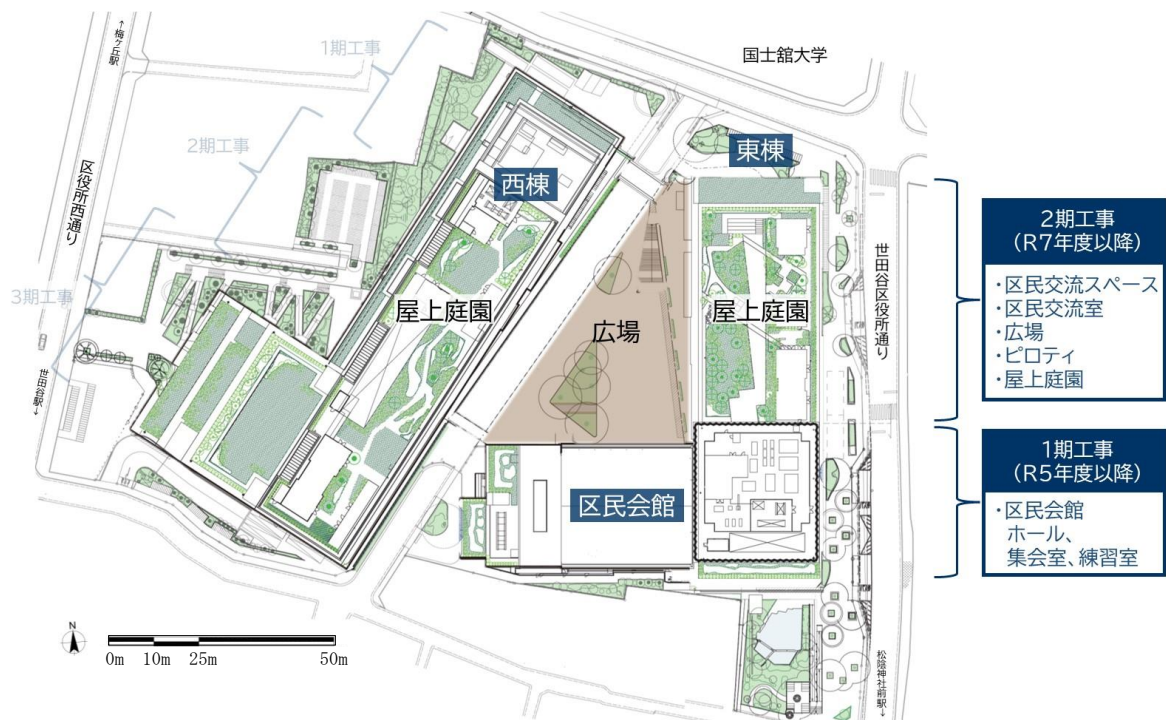 ↑梅ヶ丘駅
1期工事
国士舘大学
2期工事
東棟
西棟
区役所西通り
3期工事
屋上庭園
広場
屋上庭園
世田谷区役所通り
世田谷駅↓
区民会館
松陰神社前駅↓
N
0m 10m 25m 50m
2期工事
(R7年度以降)
・区民交流スペース
・区民交流室
・広場
・ピロティ
・屋上庭園
1期工事
(R5年度以降)
・区民会館
ホール、
集会室、練習室